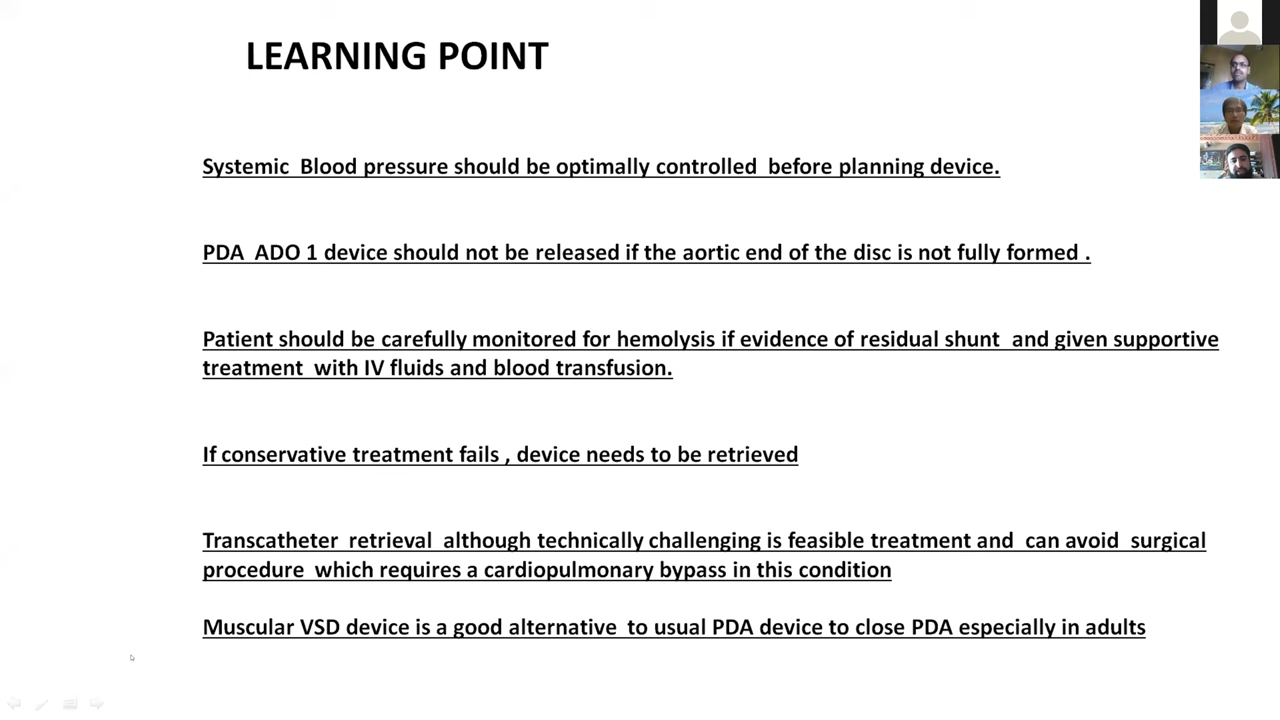 LEARNING POINT
Systemic Blood pressure should be optimally controlled before planning device.
PDA ADO 1 device should not be released if the aortic end of the disc is not fully formed .
Patient should be carefully monitored for hemolysis if evidence of residual shunt and given supportive
treatment with IV fluids and blood transfusion.
If conservative treatment fails , device needs to be retrieved
Transcatheter retrieval although technically challenging is feasible treatment and can avoid surgical
procedure which requires a cardiopulmonary bypass in this condition
Muscular VSD device is a good alternative to usual PDA device to close PDA especially in adults